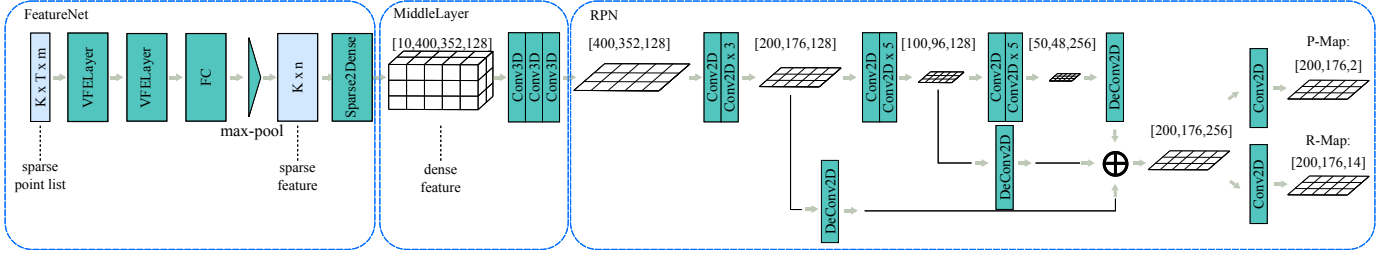 FeatureNet
K x T x m
VFELayer
VFELayer
FC
max-pool
K x n
Sparse2Dense
sparse
point list
sparse
feature
MiddleLayer
[10,400,352,128]
Conv3D
Conv3D
Conv3D
dense
feature
RPN
[400,352,128]
Conv2D
Conv2D x 3
[200,176,128]
Conv2D
Conv2D x 5
[100,96,128]
Conv2D
Conv2D x 5
[50,48,256]
DeConv2D
DeConv2D
DeConv2D
[200,176,256]
Conv2D
P-Map:
[200,176,2]
Conv2D
R-Map:
[200,176,14]